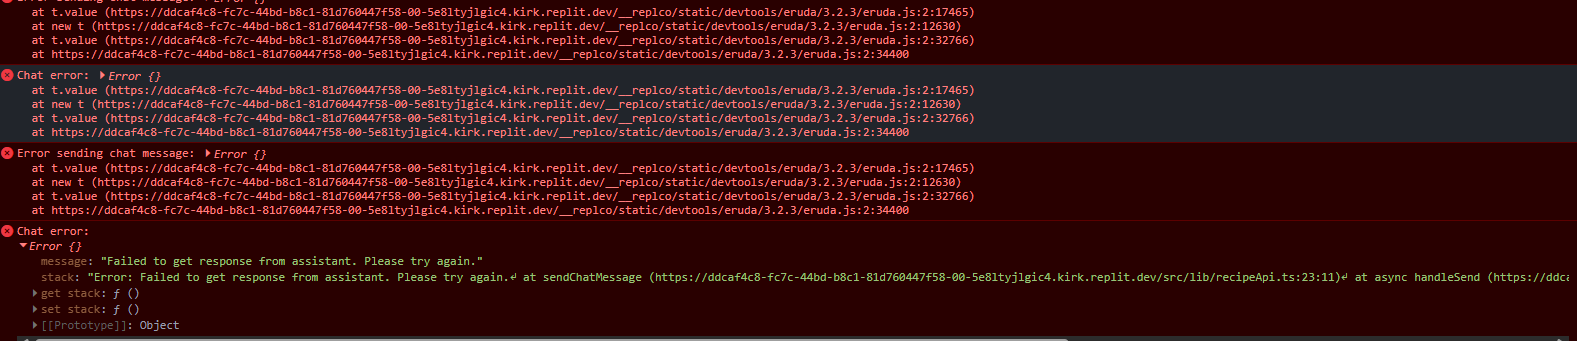 Error sending chat message: Error {}
at t.value (https://ddcaf4c8-fc7c-44bd-b8c1-81d760447f58-00-5e8ltyjlgic4.kirk.replit.dev/__replco/static/devtools/eruda/3.2.3/eruda.js:2:17465)
at new t (https://ddcaf4c8-fc7c-44bd-b8c1-81d760447f58-00-5e8ltyjlgic4.kirk.replit.dev/__replco/static/devtools/eruda/3.2.3/eruda.js:2:12630)
at t.value (https://ddcaf4c8-fc7c-44bd-b8c1-81d760447f58-00-5e8ltyjlgic4.kirk.replit.dev/__replco/static/devtools/eruda/3.2.3/eruda.js:2:32766)
at https://ddcaf4c8-fc7c-44bd-b8c1-81d760447f58-00-5e8ltyjlgic4.kirk.replit.dev/__replco/static/devtools/eruda/3.2.3/eruda.js:2:34400
Chat error: Error {}
at t.value (https://ddcaf4c8-fc7c-44bd-b8c1-81d760447f58-00-5e8ltyjlgic4.kirk.replit.dev/__replco/static/devtools/eruda/3.2.3/eruda.js:2:17465)
at new t (https://ddcaf4c8-fc7c-44bd-b8c1-81d760447f58-00-5e8ltyjlgic4.kirk.replit.dev/__replco/static/devtools/eruda/3.2.3/eruda.js:2:12630)
at t.value (https://ddcaf4c8-fc7c-44bd-b8c1-81d760447f58-00-5e8ltyjlgic4.kirk.replit.dev/__replco/static/devtools/eruda/3.2.3/eruda.js:2:32766)
at https://ddcaf4c8-fc7c-44bd-b8c1-81d760447f58-00-5e8ltyjlgic4.kirk.replit.dev/__replco/static/devtools/eruda/3.2.3/eruda.js:2:34400
Error sending chat message: Error {}
at t.value (https://ddcaf4c8-fc7c-44bd-b8c1-81d760447f58-00-5e8ltyjlgic4.kirk.replit.dev/__replco/static/devtools/eruda/3.2.3/eruda.js:2:17465)
at new t (https://ddcaf4c8-fc7c-44bd-b8c1-81d760447f58-00-5e8ltyjlgic4.kirk.replit.dev/__replco/static/devtools/eruda/3.2.3/eruda.js:2:12630)
at t.value (https://ddcaf4c8-fc7c-44bd-b8c1-81d760447f58-00-5e8ltyjlgic4.kirk.replit.dev/__replco/static/devtools/eruda/3.2.3/eruda.js:2:32766)
at https://ddcaf4c8-fc7c-44bd-b8c1-81d760447f58-00-5e8ltyjlgic4.kirk.replit.dev/__replco/static/devtools/eruda/3.2.3/eruda.js:2:34400
Chat error:
Error {}
message: "Failed to get response from assistant. Please try again."
stack: "Error: Failed to get response from assistant. Please try again.↵ at sendChatMessage (https://ddcaf4c8-fc7c-44bd-b8c1-81d760447f58-00-5e8ltyjlgic4.kirk.replit.dev/src/lib/recipeApi.ts:23:11)↵ at async handleSend (https://ddca
get stack: ƒ ()
set stack: ƒ ()
[[Prototype]]: Object